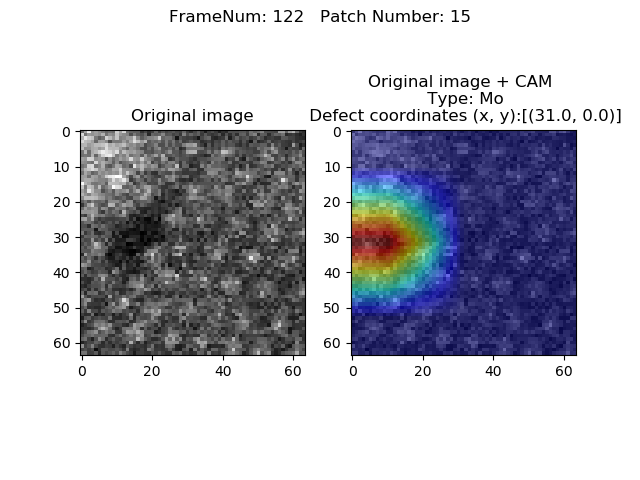 FrameNum: 122   Patch Number: 15
Original image
0
10
20
30
40
50
60
0 20 40 60
Original image + CAM
Type: Mo
Defect coordinates (x, y):[(31.0, 0.0)]
0
10
20
30
40
50
60
0 20 40 60